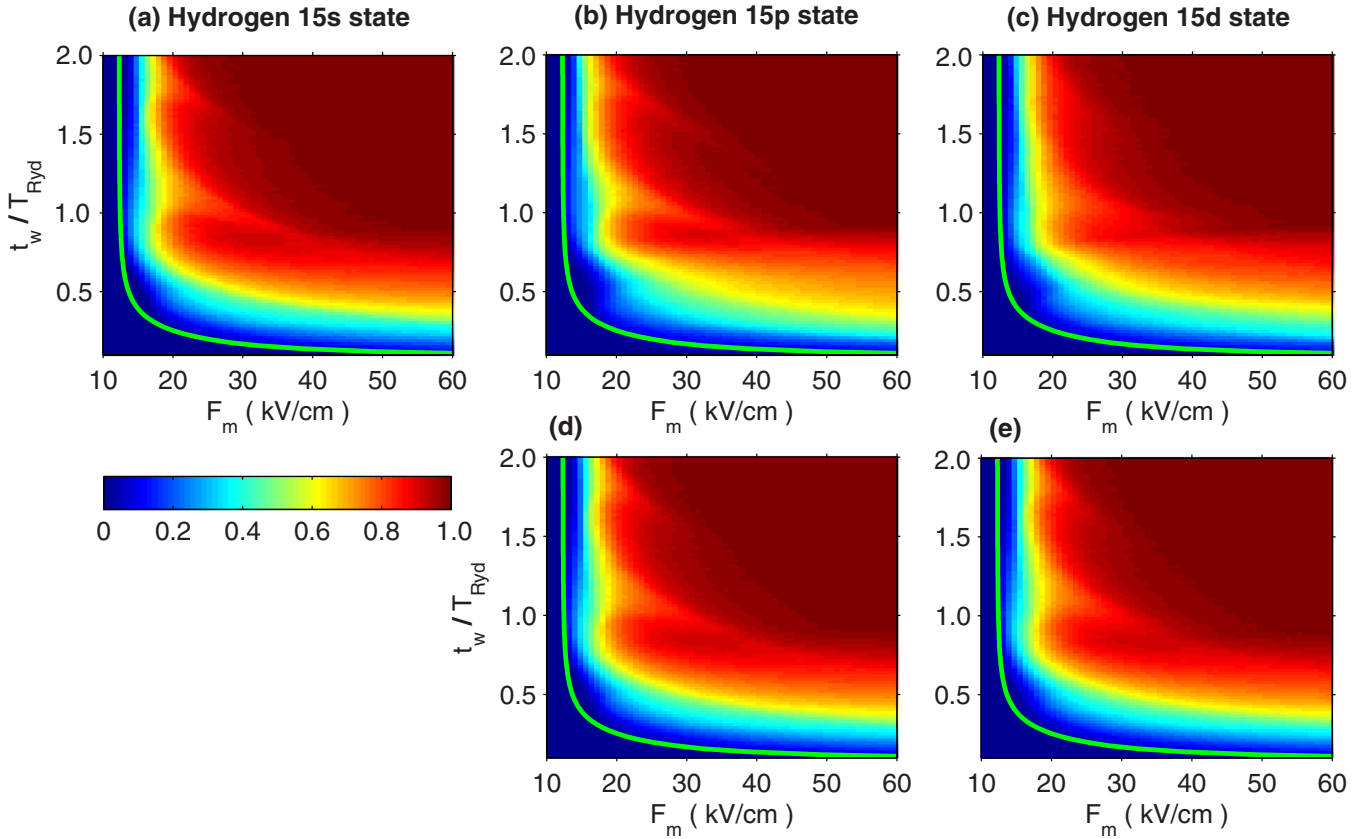 (a) Hydrogen 15s state
(b) Hydrogen 15p state
(c) Hydrogen 15d state
2.0
1.5
1.0
0.5
t_w / T_Ryd
10 20 30 40 50 60
F_m ( kV/cm )
2.0
1.5
1.0
0.5
10 20 30 40 50 60
F_m ( kV/cm )
2.0
1.5
1.0
0.5
10 20 30 40 50 60
F_m ( kV/cm )
0 0.2 0.4 0.6 0.8 1.0
(d)
2.0
1.5
1.0
0.5
t_w / T_Ryd
10 20 30 40 50 60
F_m ( kV/cm )
(e)
2.0
1.5
1.0
0.5
10 20 30 40 50 60
F_m ( kV/cm )